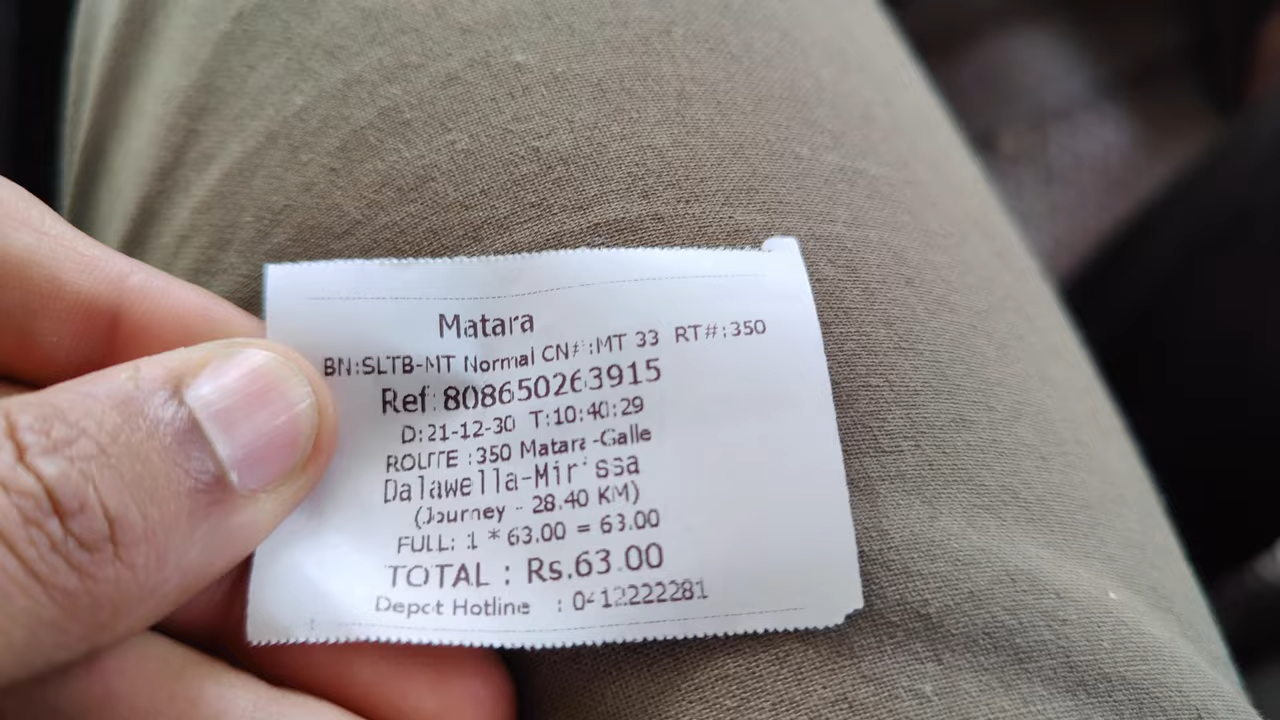 Matara
BN:SLTB-MT Normal CN#:MT 33 RT#:350
Ref:808650263915
D:21-12-30 T:10:40:29
ROUTE :350 Matara-Galle
Dalawella-Mirissa
(Journey - 28.40 KM)
FULL: 1 * 63.00 = 63.00
TOTAL : Rs.63.00
Depot Hotline : 0412222281